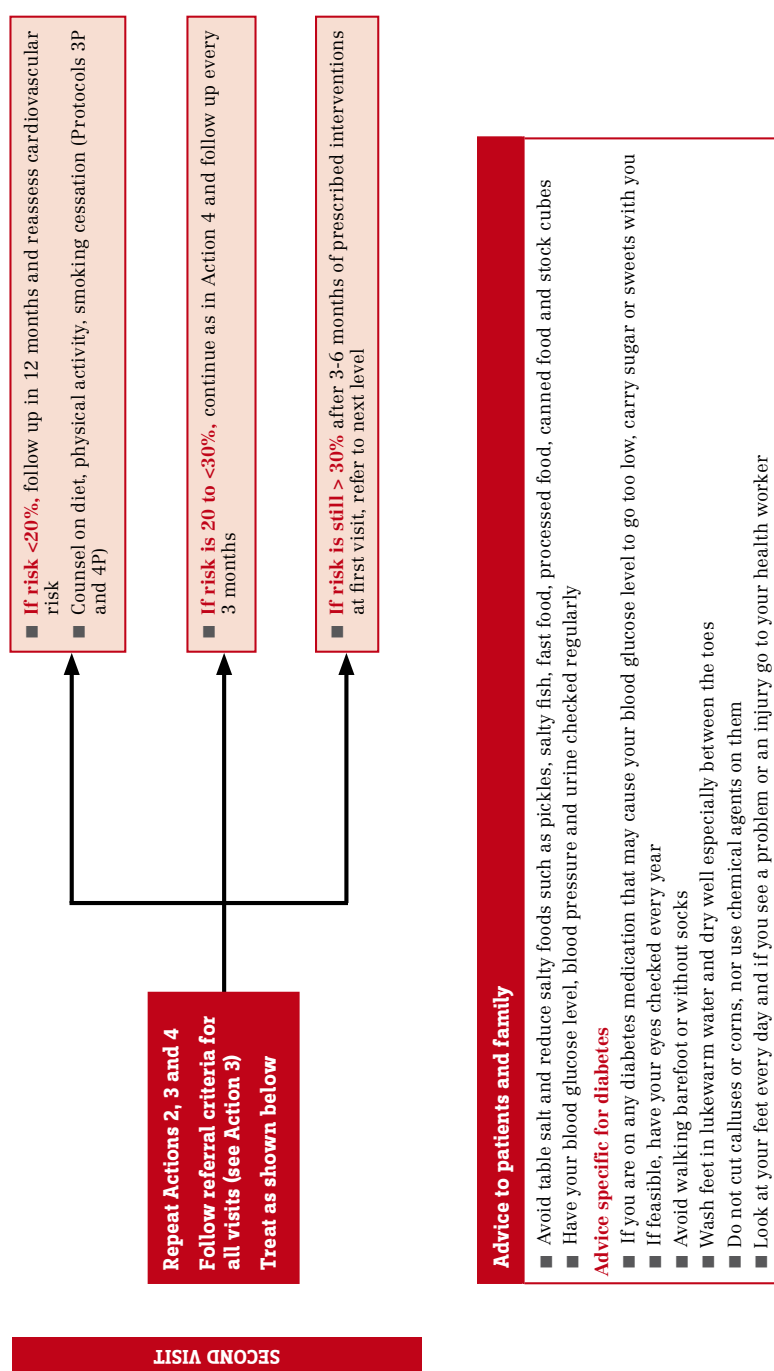 SECOND VISIT
Repeat Actions 2, 3 and 4
Follow referral criteria for
all visits (see Action 3)
Treat as shown below
■ If risk <20%, follow up in 12 months and reassess cardiovascular
risk
■ Counsel on diet, physical activity, smoking cessation (Protocols 3P
and 4P)
■ If risk is 20 to <30%, continue as in Action 4 and follow up every
3 months
■ If risk is still > 30% after 3-6 months of prescribed interventions
at first visit, refer to next level
Advice to patients and family
■ Avoid table salt and reduce salty foods such as pickles, salty fish, fast food, processed food, canned food and stock cubes
■ Have your blood glucose level, blood pressure and urine checked regularly
Advice specific for diabetes
■ If you are on any diabetes medication that may cause your blood glucose level to go too low, carry sugar or sweets with you
■ If feasible, have your eyes checked every year
■ Avoid walking barefoot or without socks
■ Wash feet in lukewarm water and dry well especially between the toes
■ Do not cut calluses or corns, nor use chemical agents on them
■ Look at your feet every day and if you see a problem or an injury go to your health worker